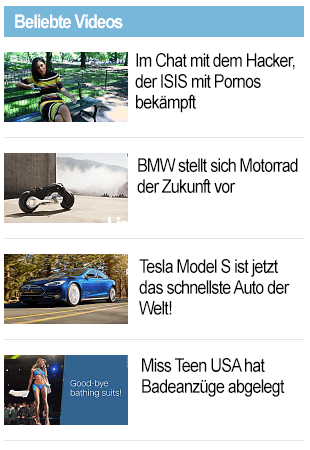 Beliebte Videos
Im Chat mit dem Hacker,
der ISIS mit Pornos
bekämpft
BMW stellt sich Motorrad
der Zukunft vor
Tesla Model S ist jetzt
das schnellste Auto der
Welt!
Good-bye
bathing suits!
Miss Teen USA hat
Badeanzüge abgelegt